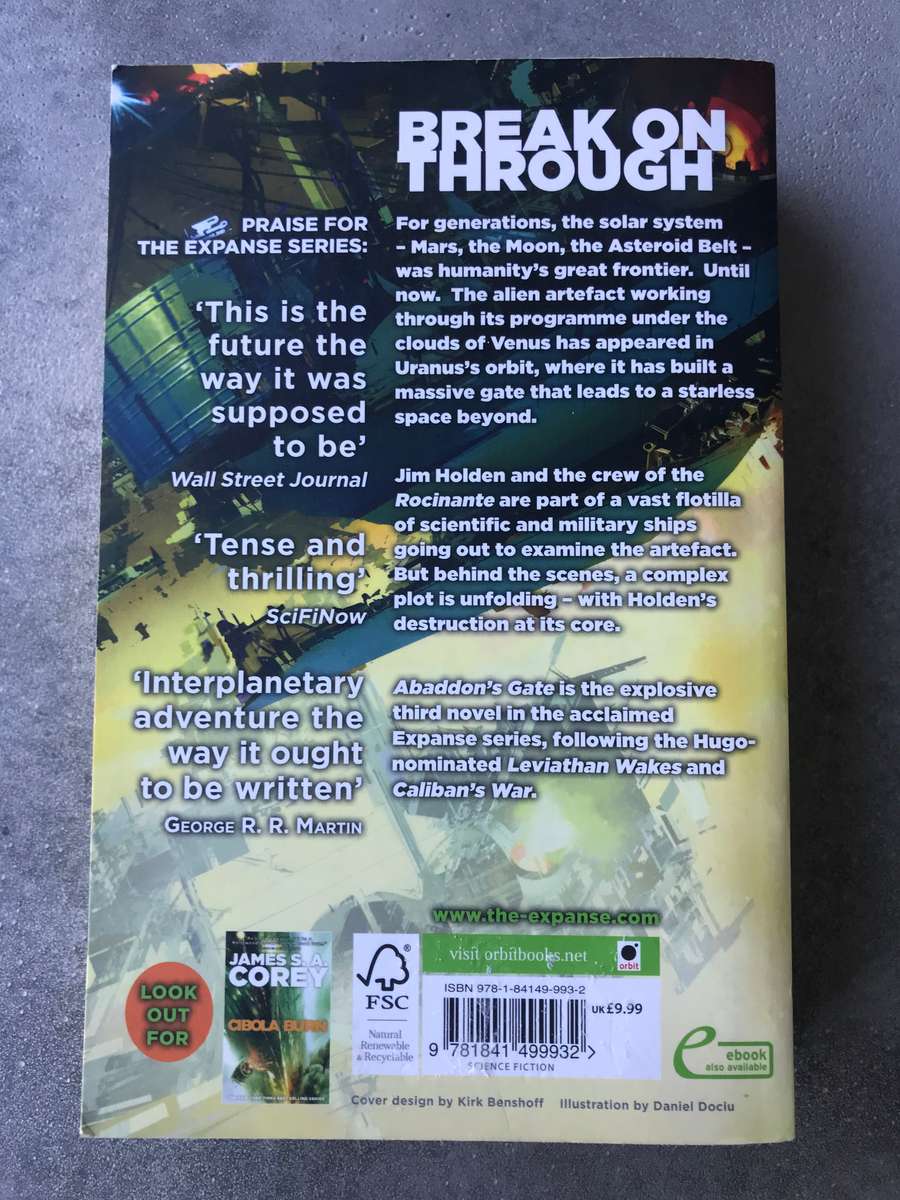 BREAK ON
THROUGH
PRAISE FOR
THE EXPANSE SERIES:
‘This is the
future the
way it was
supposed
to be’
Wall Street Journal
‘Tense and
thrilling’
SciFiNow
‘Interplanetary
adventure the
way it ought
to be written’
GEORGE R. R. MARTIN
For generations, the solar system
– Mars, the Moon, the Asteroid Belt –
was humanity’s great frontier. Until
now. The alien artefact working
through its programme under the
clouds of Venus has appeared in
Uranus’s orbit, where it has built a
massive gate that leads to a starless
space beyond.
Jim Holden and the crew of the
Rocinante are part of a vast flotilla
of scientific and military ships
going out to examine the artefact.
But behind the scenes, a complex
plot is unfolding – with Holden’s
destruction at its core.
Abaddon’s Gate is the explosive
third novel in the acclaimed
Expanse series, following the Hugo-
nominated Leviathan Wakes and
Caliban’s War.
www.the-expanse.com
LOOK
OUT
FOR
JAMES S. A.
COREY
CIBOLA BURN
®
FSC
Natural
Renewable
& Recyclable
visit orbitbooks.net
orbit
ISBN 978-1-84149-993-2
UK £9.99
9 781841 499932 >
SCIENCE FICTION
ebook
also available
Cover design by Kirk Benshoff Illustration by Daniel Dociu